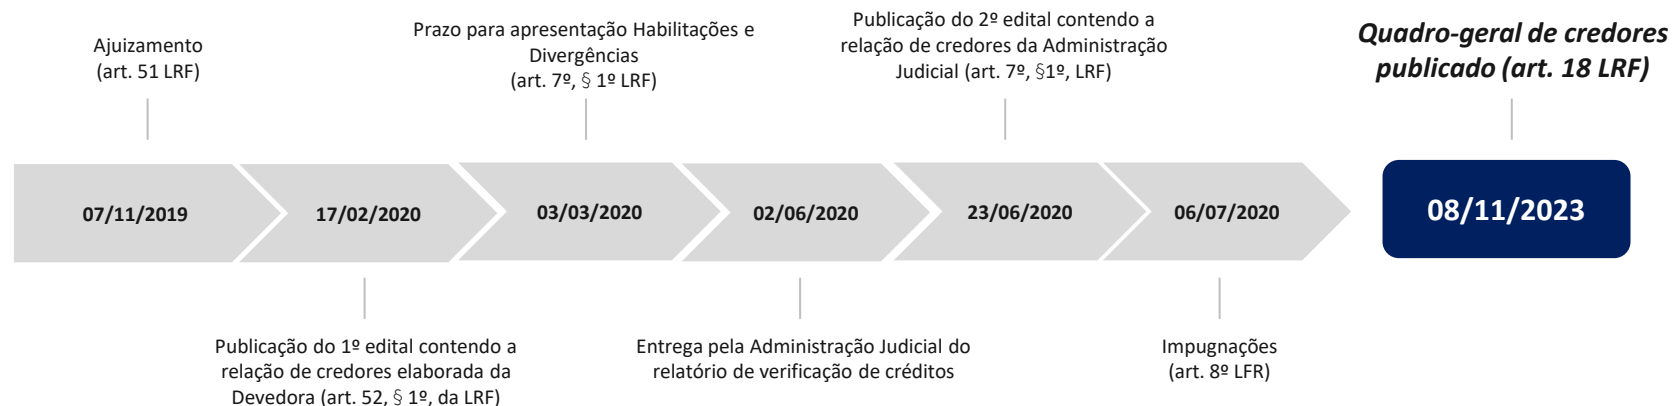 Ajuizamento
(art. 51 LRF)
Prazo para apresentação Habilitações e
Divergências
(art. 7º, § 1º LRF)
Publicação do 2º edital contendo a
relação de credores da Administração
Judicial (art. 7º, §1º, LRF)
Quadro-geral de credores
publicado (art. 18 LRF)
07/11/2019
17/02/2020
03/03/2020
02/06/2020
23/06/2020
06/07/2020
08/11/2023
Publicação do 1º edital contendo a
relação de credores elaborada da
Devedora (art. 52, § 1º, da LRF)
Entrega pela Administração Judicial do
relatório de verificação de créditos
Impugnações
(art. 8º LFR)